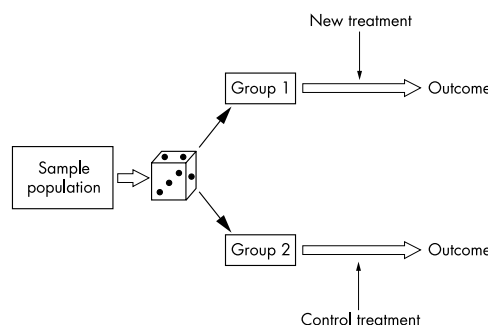 New treatment
Group 1
Outcome
Sample
population
Group 2
Outcome
Control treatment